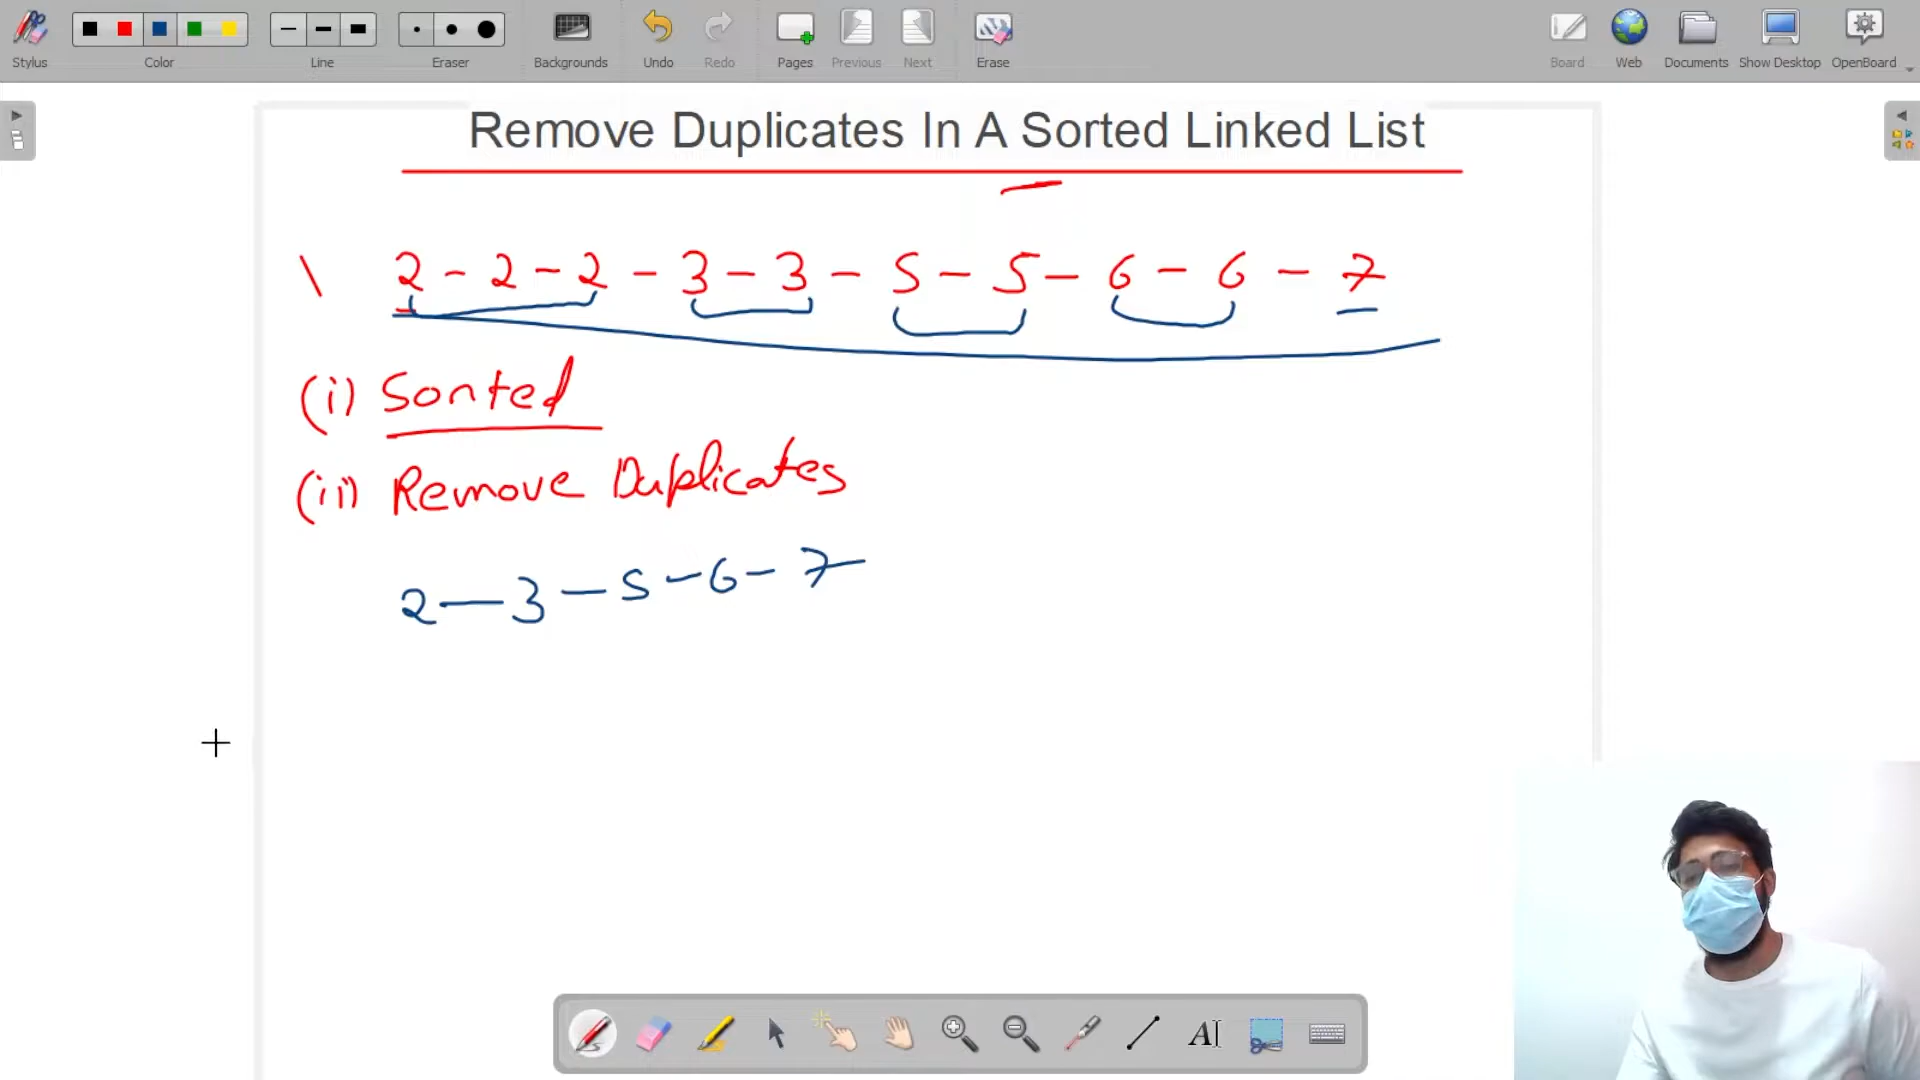 Stylus Color Line Eraser Backgrounds Undo Redo Pages Previous Next Erase Board Web Documents Show Desktop OpenBoard
Remove Duplicates In A Sorted Linked List
2 - 2 - 2 - 3 - 3 - 5 - 5 - 6 - 6 - 7
(i) Sorted
(ii) Remove Duplicates
2 - 3 - 5 - 6 - 7
AI